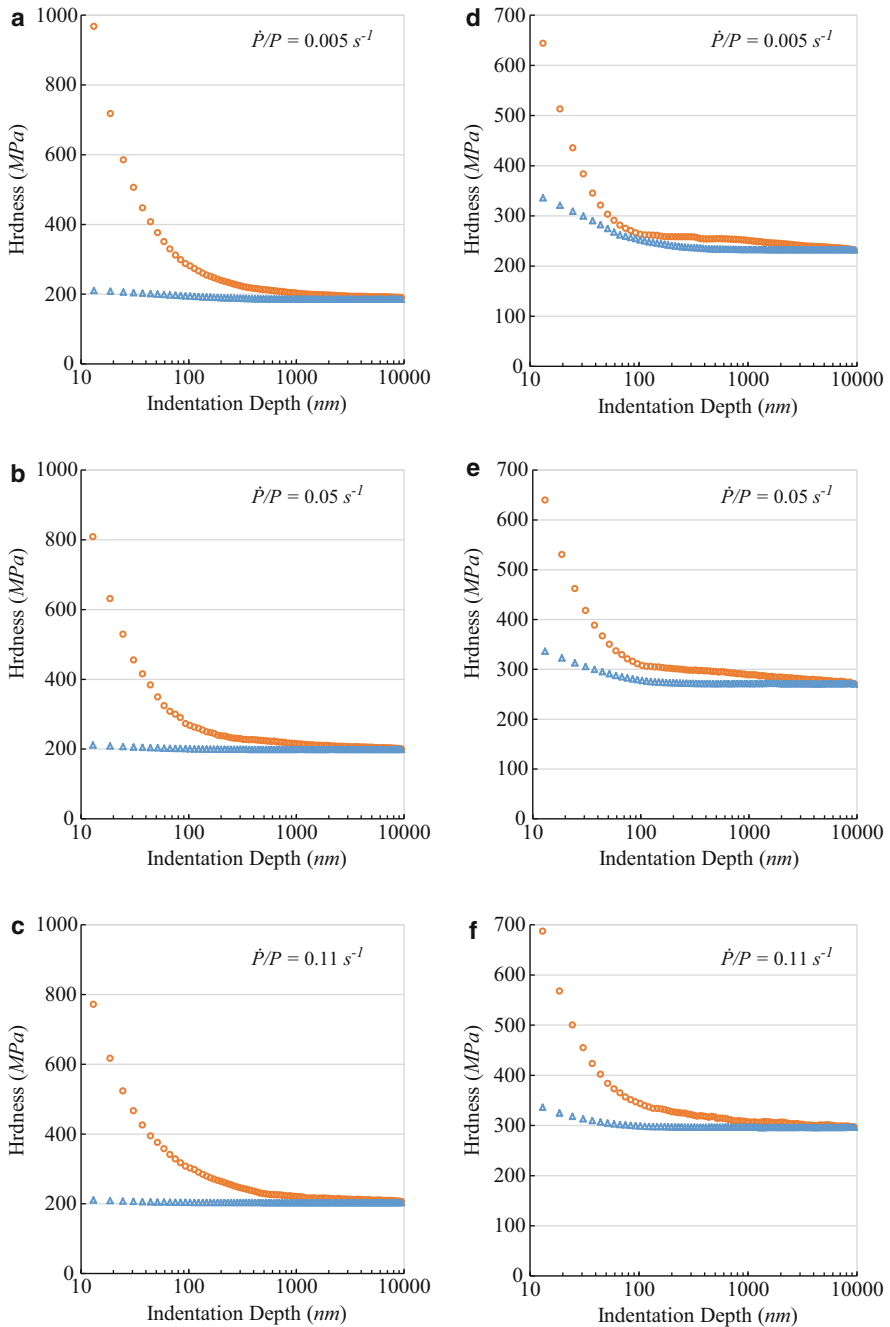 a
Ṗ/P = 0.005 s⁻¹
1000
800
600
400
200
0
Hrdness (MPa)
10 100 1000 10000
Indentation Depth (nm)
d
Ṗ/P = 0.005 s⁻¹
700
600
500
400
300
200
100
0
Hrdness (MPa)
10 100 1000 10000
Indentation Depth (nm)
b
Ṗ/P = 0.05 s⁻¹
1000
800
600
400
200
0
Hrdness (MPa)
10 100 1000 10000
Indentation Depth (nm)
e
Ṗ/P = 0.05 s⁻¹
700
600
500
400
300
200
100
0
Hrdness (MPa)
10 100 1000 10000
Indentation Depth (nm)
c
Ṗ/P = 0.11 s⁻¹
1000
800
600
400
200
0
Hrdness (MPa)
10 100 1000 10000
Indentation Depth (nm)
f
Ṗ/P = 0.11 s⁻¹
700
600
500
400
300
200
100
0
Hrdness (MPa)
10 100 1000 10000
Indentation Depth (nm)